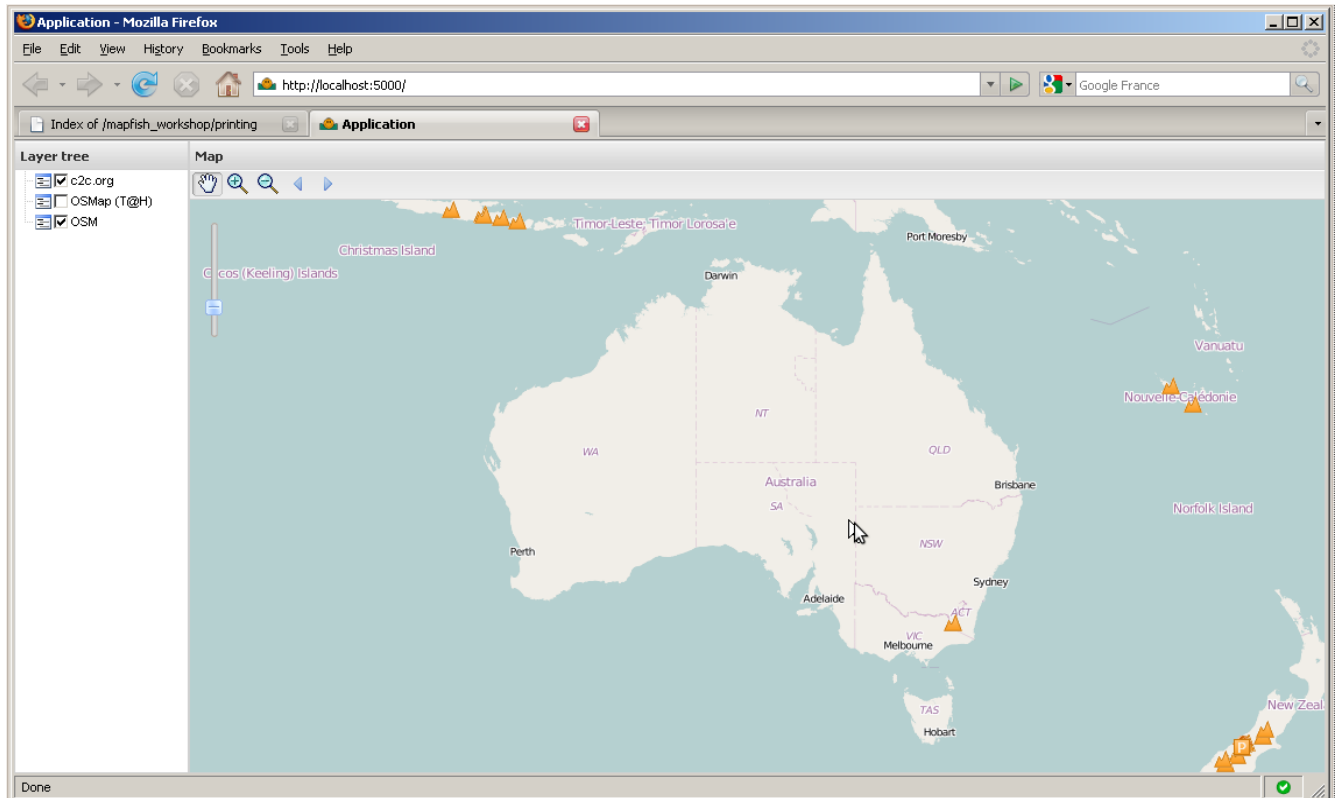 Application - Mozilla Firefox
File Edit View History Bookmarks Tools Help
http://localhost:5000/
Google France
Index of /mapfish_workshop/printing
Application
Layer tree
Map
c2c.org
OSMap (T@H)
OSM
Timor-Leste; Timor Lorosa'e
Port Moresby
Christmas Island
Cocos (Keeling) Islands
Darwin
Vanuatu
Nouvelle-Calédonie
NT
WA
QLD
Australia
Brisbane
SA
Norfolk Island
NSW
Perth
Sydney
Adelaide
ACT
VIC
Melbourne
TAS
New Zeal
Hobart
P
Done